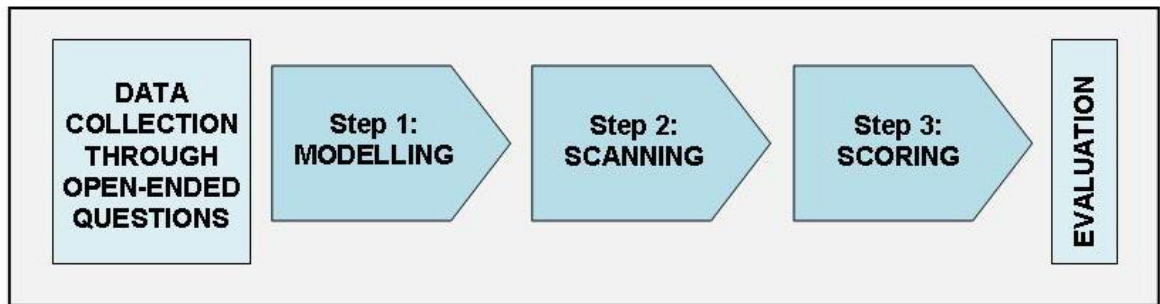 DATA
COLLECTION
THROUGH
OPEN-ENDED
QUESTIONS
Step 1:
MODELLING
Step 2:
SCANNING
Step 3:
SCORING
EVALUATION